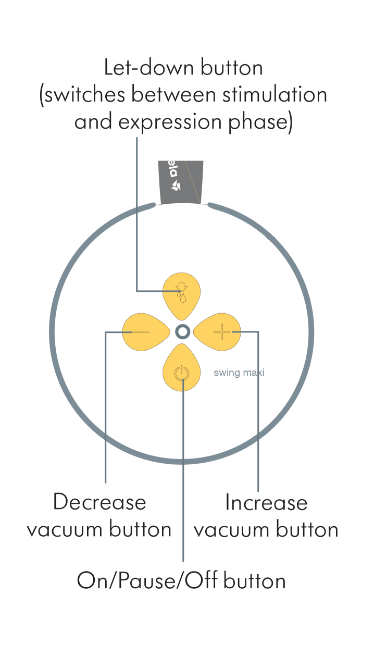 Let-down button
(switches between stimulation
and expression phase)
ela
swing maxi
Decrease
vacuum button
Increase
vacuum button
On/Pause/Off button